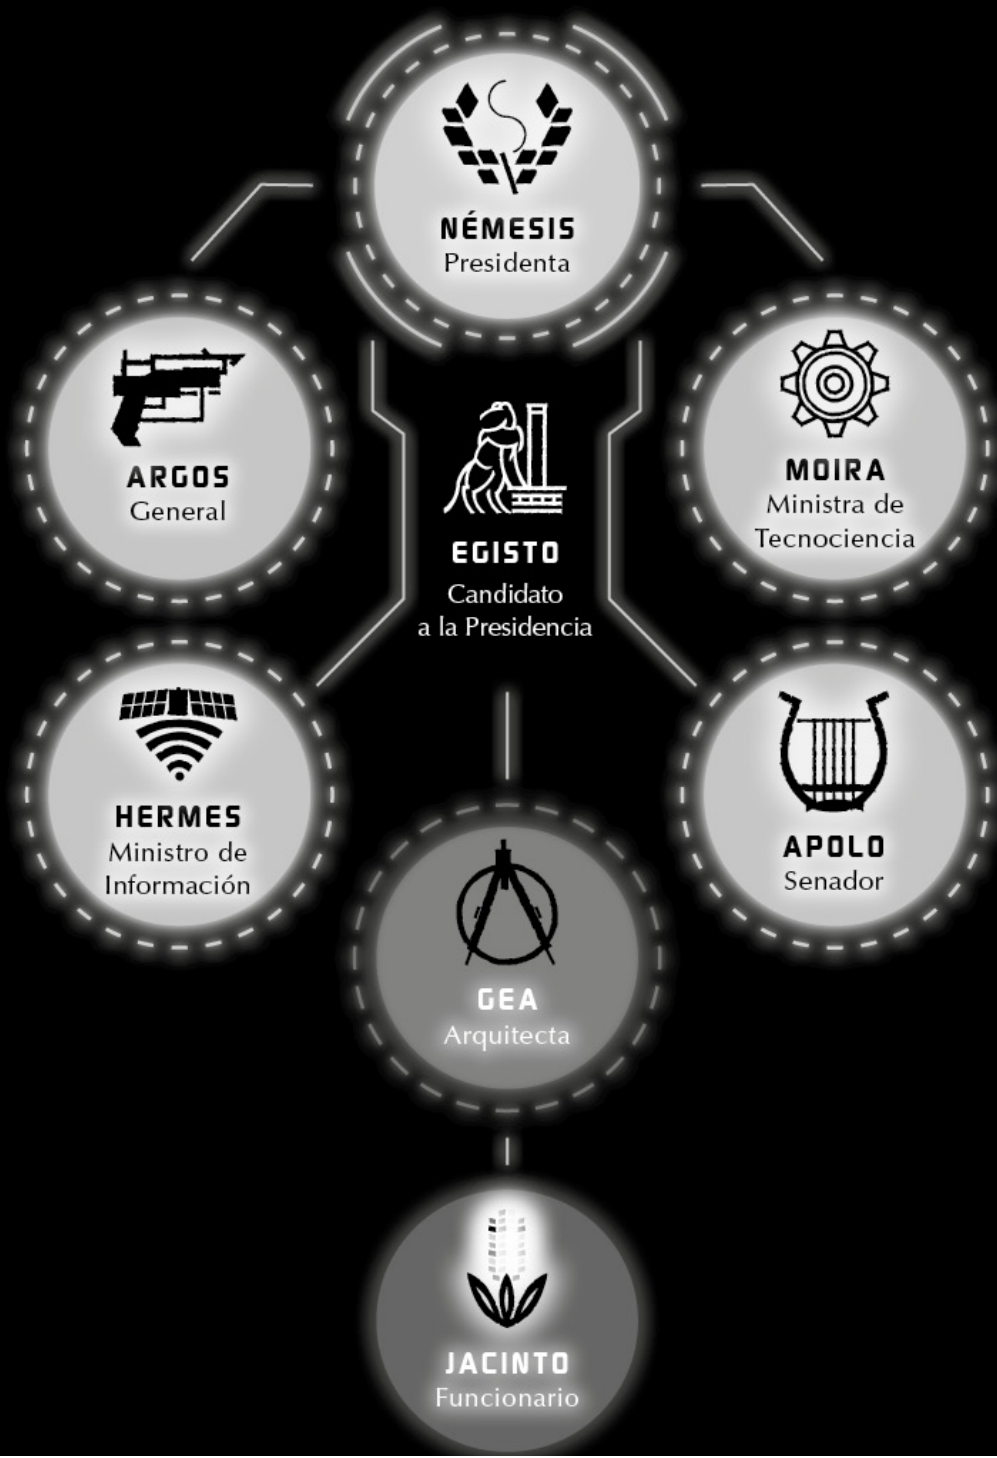 NÉMESIS
Presidenta
ARGOS
General
MOIRA
Ministra de
Tecnociencia
EGISTO
Candidato
a la Presidencia
HERMES
Ministro de
Información
APOLO
Senador
GEA
Arquitecta
JACINTO
Funcionario